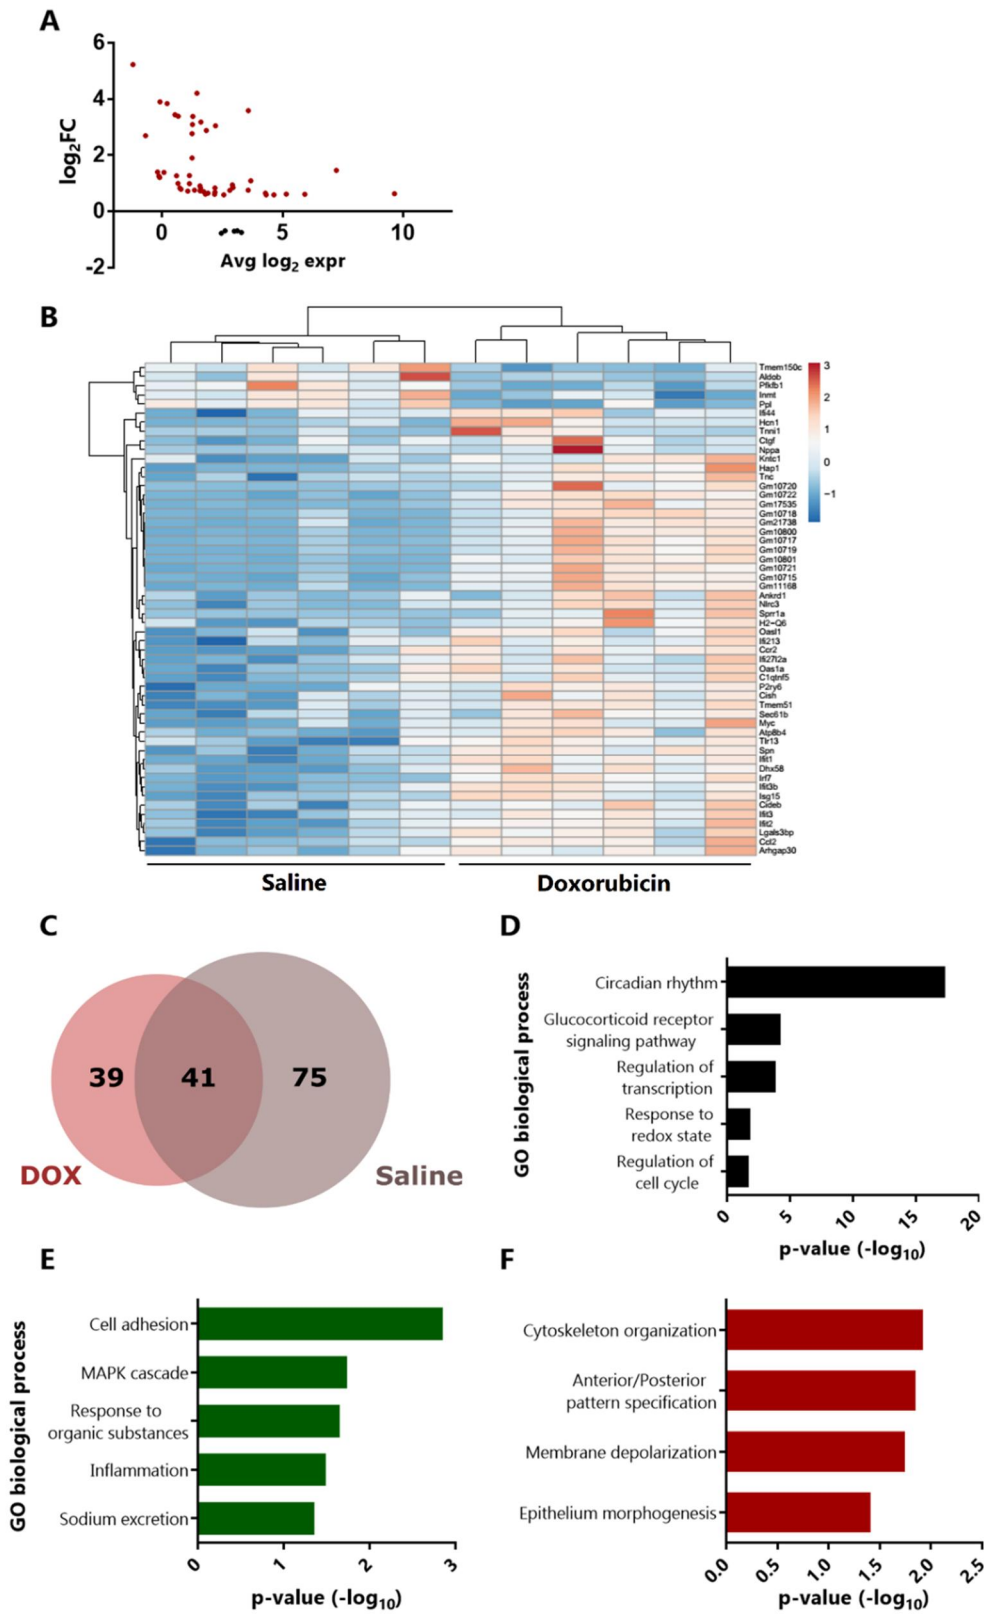 A
6
4
2
0
-2
log2FC
0
5
10
Avg log2 expr
B
Tmem150c
Aldob
Pfkfb1
Inmt
Ppl
Ifi44
Hcn1
Tnni1
Ctgf
Nppa
Kntc1
Hap1
Tnc
Gm10720
Gm10722
Gm17535
Gm10718
Gm21738
Gm10800
Gm10717
Gm10719
Gm10801
Gm10721
Gm10715
Gm11168
Ankrd1
Nlrc3
Sprr1a
H2-Q6
Oasl1
Ifi213
Ccr2
Ifi27l2a
Oas1a
C1qtnf5
P2ry6
Cish
Tmem51
Sec61b
Myc
Atp8b4
Tlr13
Spn
Ifit1
Dhx58
Irf7
Ifit3b
Isg15
Cideb
Ifit3
Ifit2
Lgals3bp
Ccl2
Arhgap30
3
2
1
0
−1
Saline
Doxorubicin
C
39
41
75
DOX
Saline
D
GO biological process
Circadian rhythm
Glucocorticoid receptor
signaling pathway
Regulation of
transcription
Response to
redox state
Regulation of
cell cycle
0
5
10
15
20
p-value (-log10)
E
GO biological process
Cell adhesion
MAPK cascade
Response to
organic substances
Inflammation
Sodium excretion
0
1
2
3
p-value (-log10)
F
Cytoskeleton organization
Anterior/Posterior
pattern specification
Membrane depolarization
Epithelium morphogenesis
0.0
0.5
1.0
1.5
2.0
2.5
p-value (-log10)